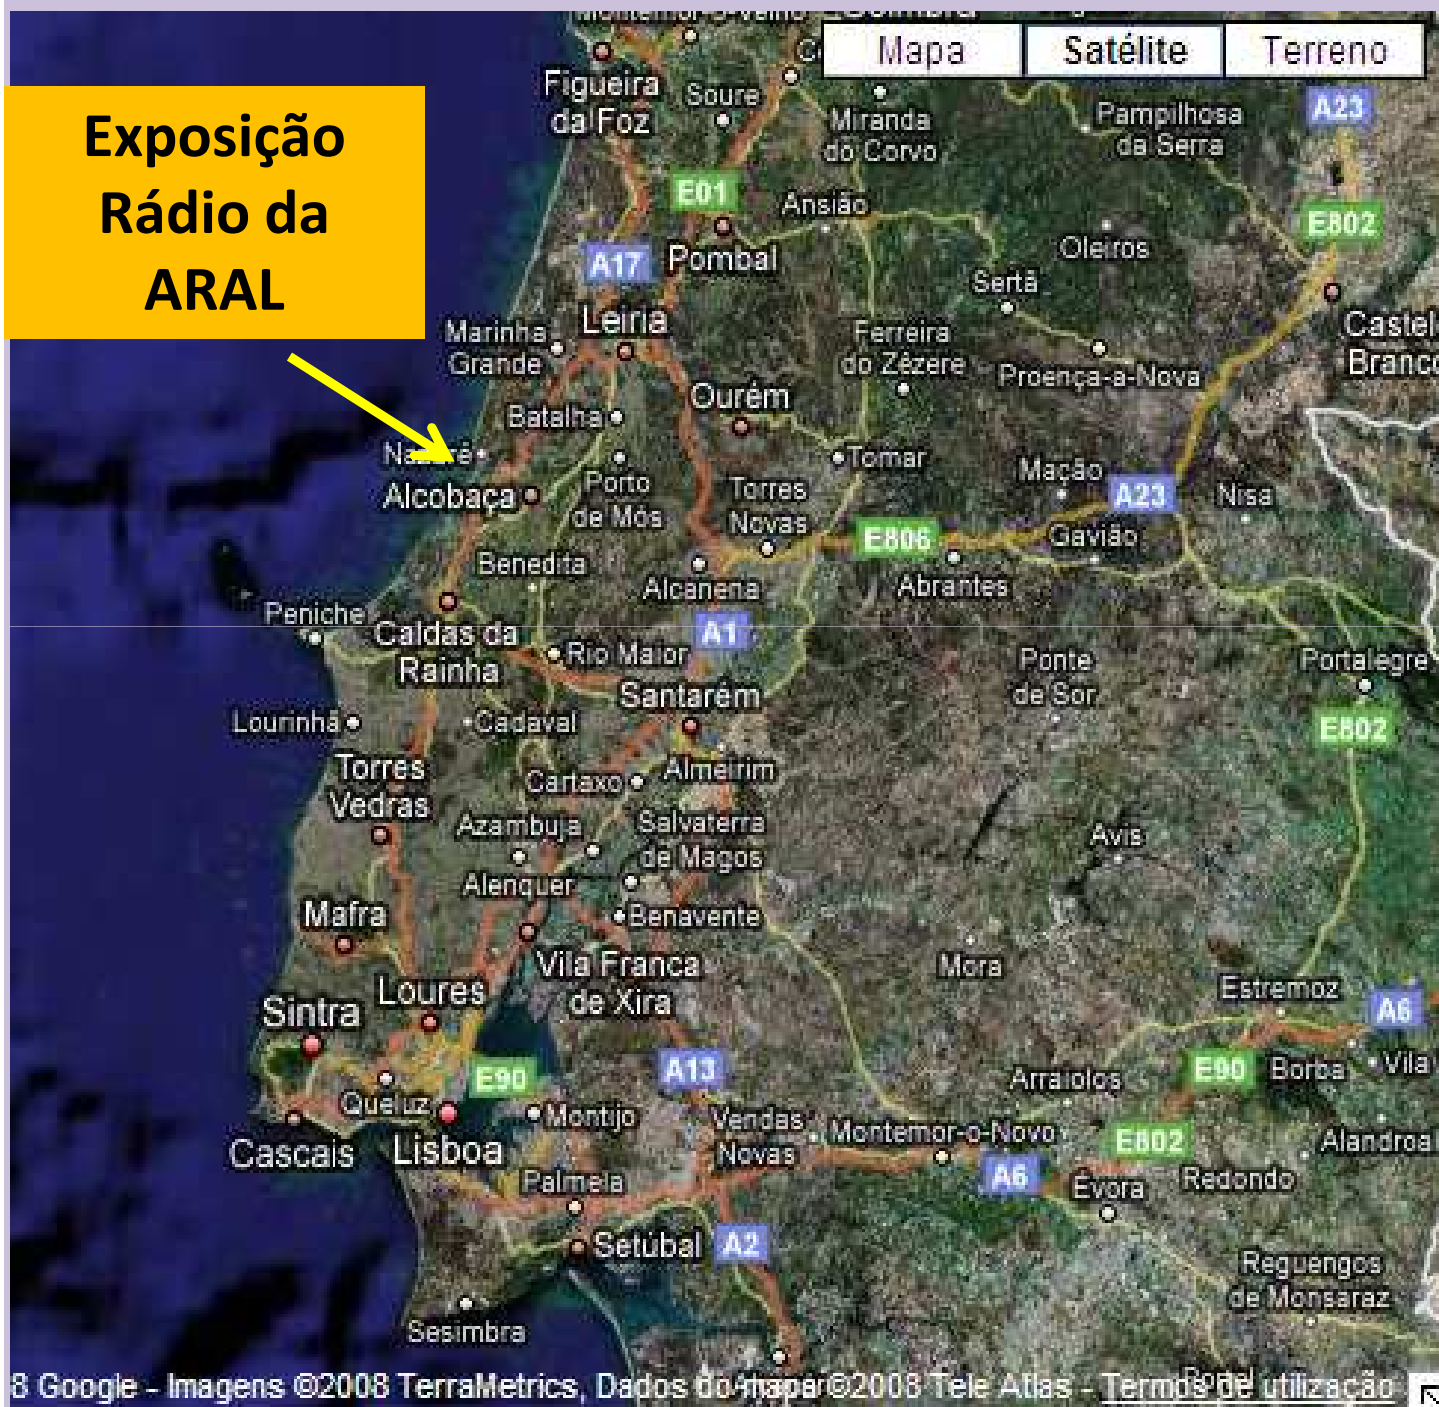 Mapa
Satélite
Terreno
Exposição
Rádio da
ARAL
Figueira
da Foz
Soure
Miranda
do Corvo
Pampilhosa
da Serra
A23
E01
Ansião
E802
A17
Pombal
Oleiros
Sertã
Marinha
Grande
Leiria
Ferreira
do Zêzere
Proença-a-Nova
Castel
Branco
Batalha
Ourém
Nazaré
Alcobaça
Porto
de Mós
Torres
Novas
Tomar
Mação
A23
Nisa
E806
Gavião
Benedita
Alcanena
Abrantes
Peniche
Caldas da
Rainha
A1
Rio Maior
Ponte
de Sor
Portalegre
Santarém
Lourinhã
Cadaval
E802
Torres
Vedras
Cartaxo
Almeirim
Azambuja
Salvaterra
de Magos
Avis
Alenquer
Mafra
Benavente
Vila Franca
de Xira
Mora
Loures
Sintra
Estremoz
A6
E90
A13
E90
Borba
Vila
Queluz
Montijo
Arraiolos
Cascais
Lisboa
Vendas
Novas
Montemor-o-Novo
E802
Alandroa
Palmela
A6
Évora
Redondo
Setúbal
A2
Reguengos
de Monsaraz
Sesimbra
8 Google - Imagens ©2008 TerraMetrics, Dados do mapa ©2008 Tele Atlas - Termos de utilização